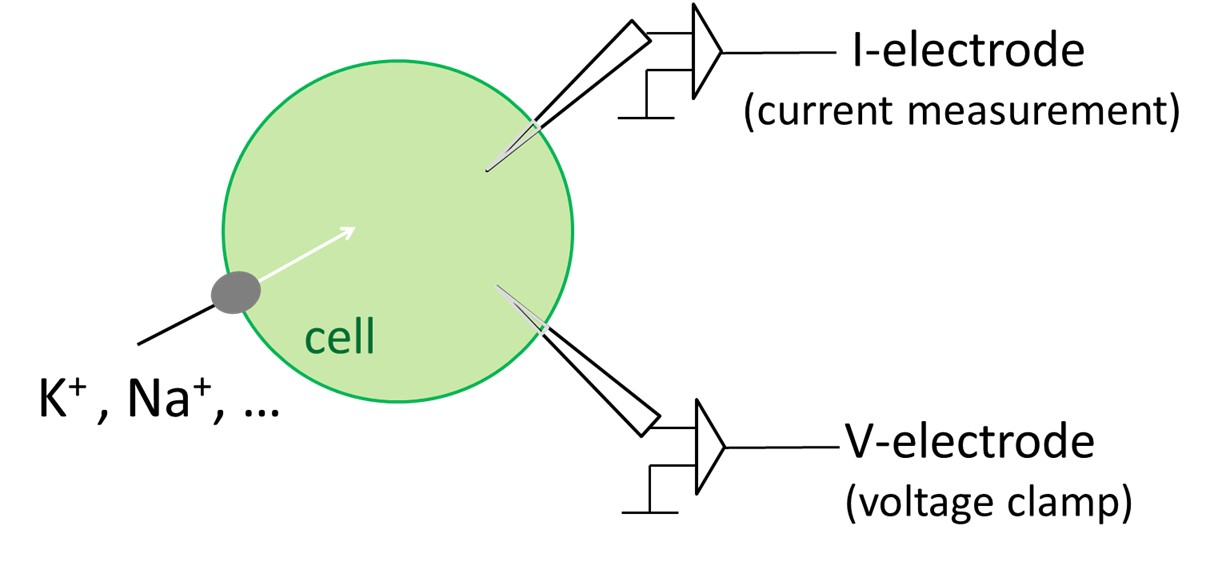 I-electrode
(current measurement)
cell
K⁺ , Na⁺, ...
V-electrode
(voltage clamp)